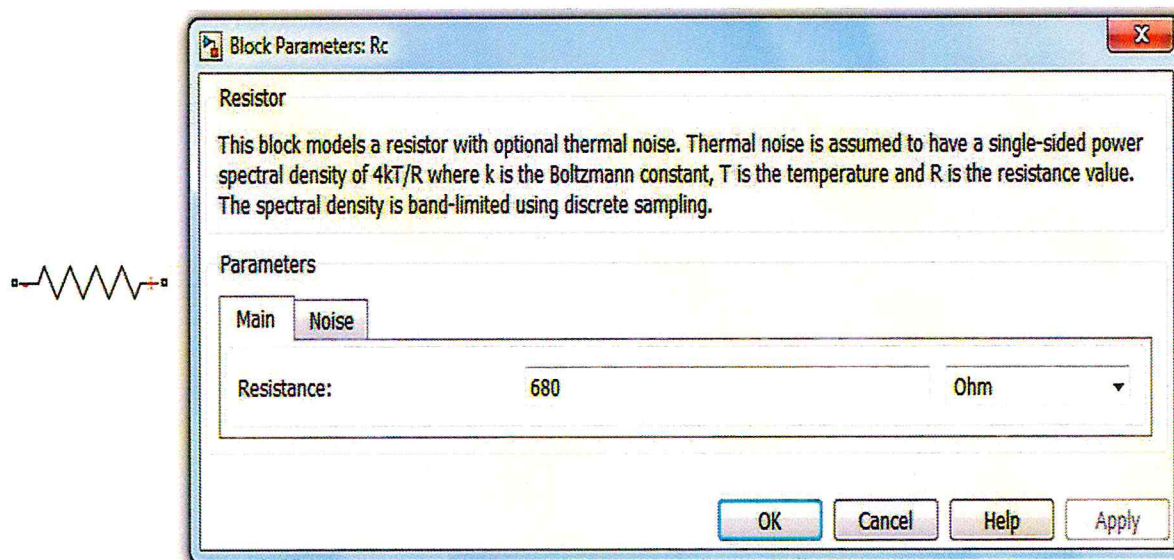 Block Parameters: Rc
X
Resistor
This block models a resistor with optional thermal noise. Thermal noise is assumed to have a single-sided power
spectral density of 4kT/R where k is the Boltzmann constant, T is the temperature and R is the resistance value.
The spectral density is band-limited using discrete sampling.
Parameters
Main Noise
Resistance: 680 Ohm
OK Cancel Help Apply